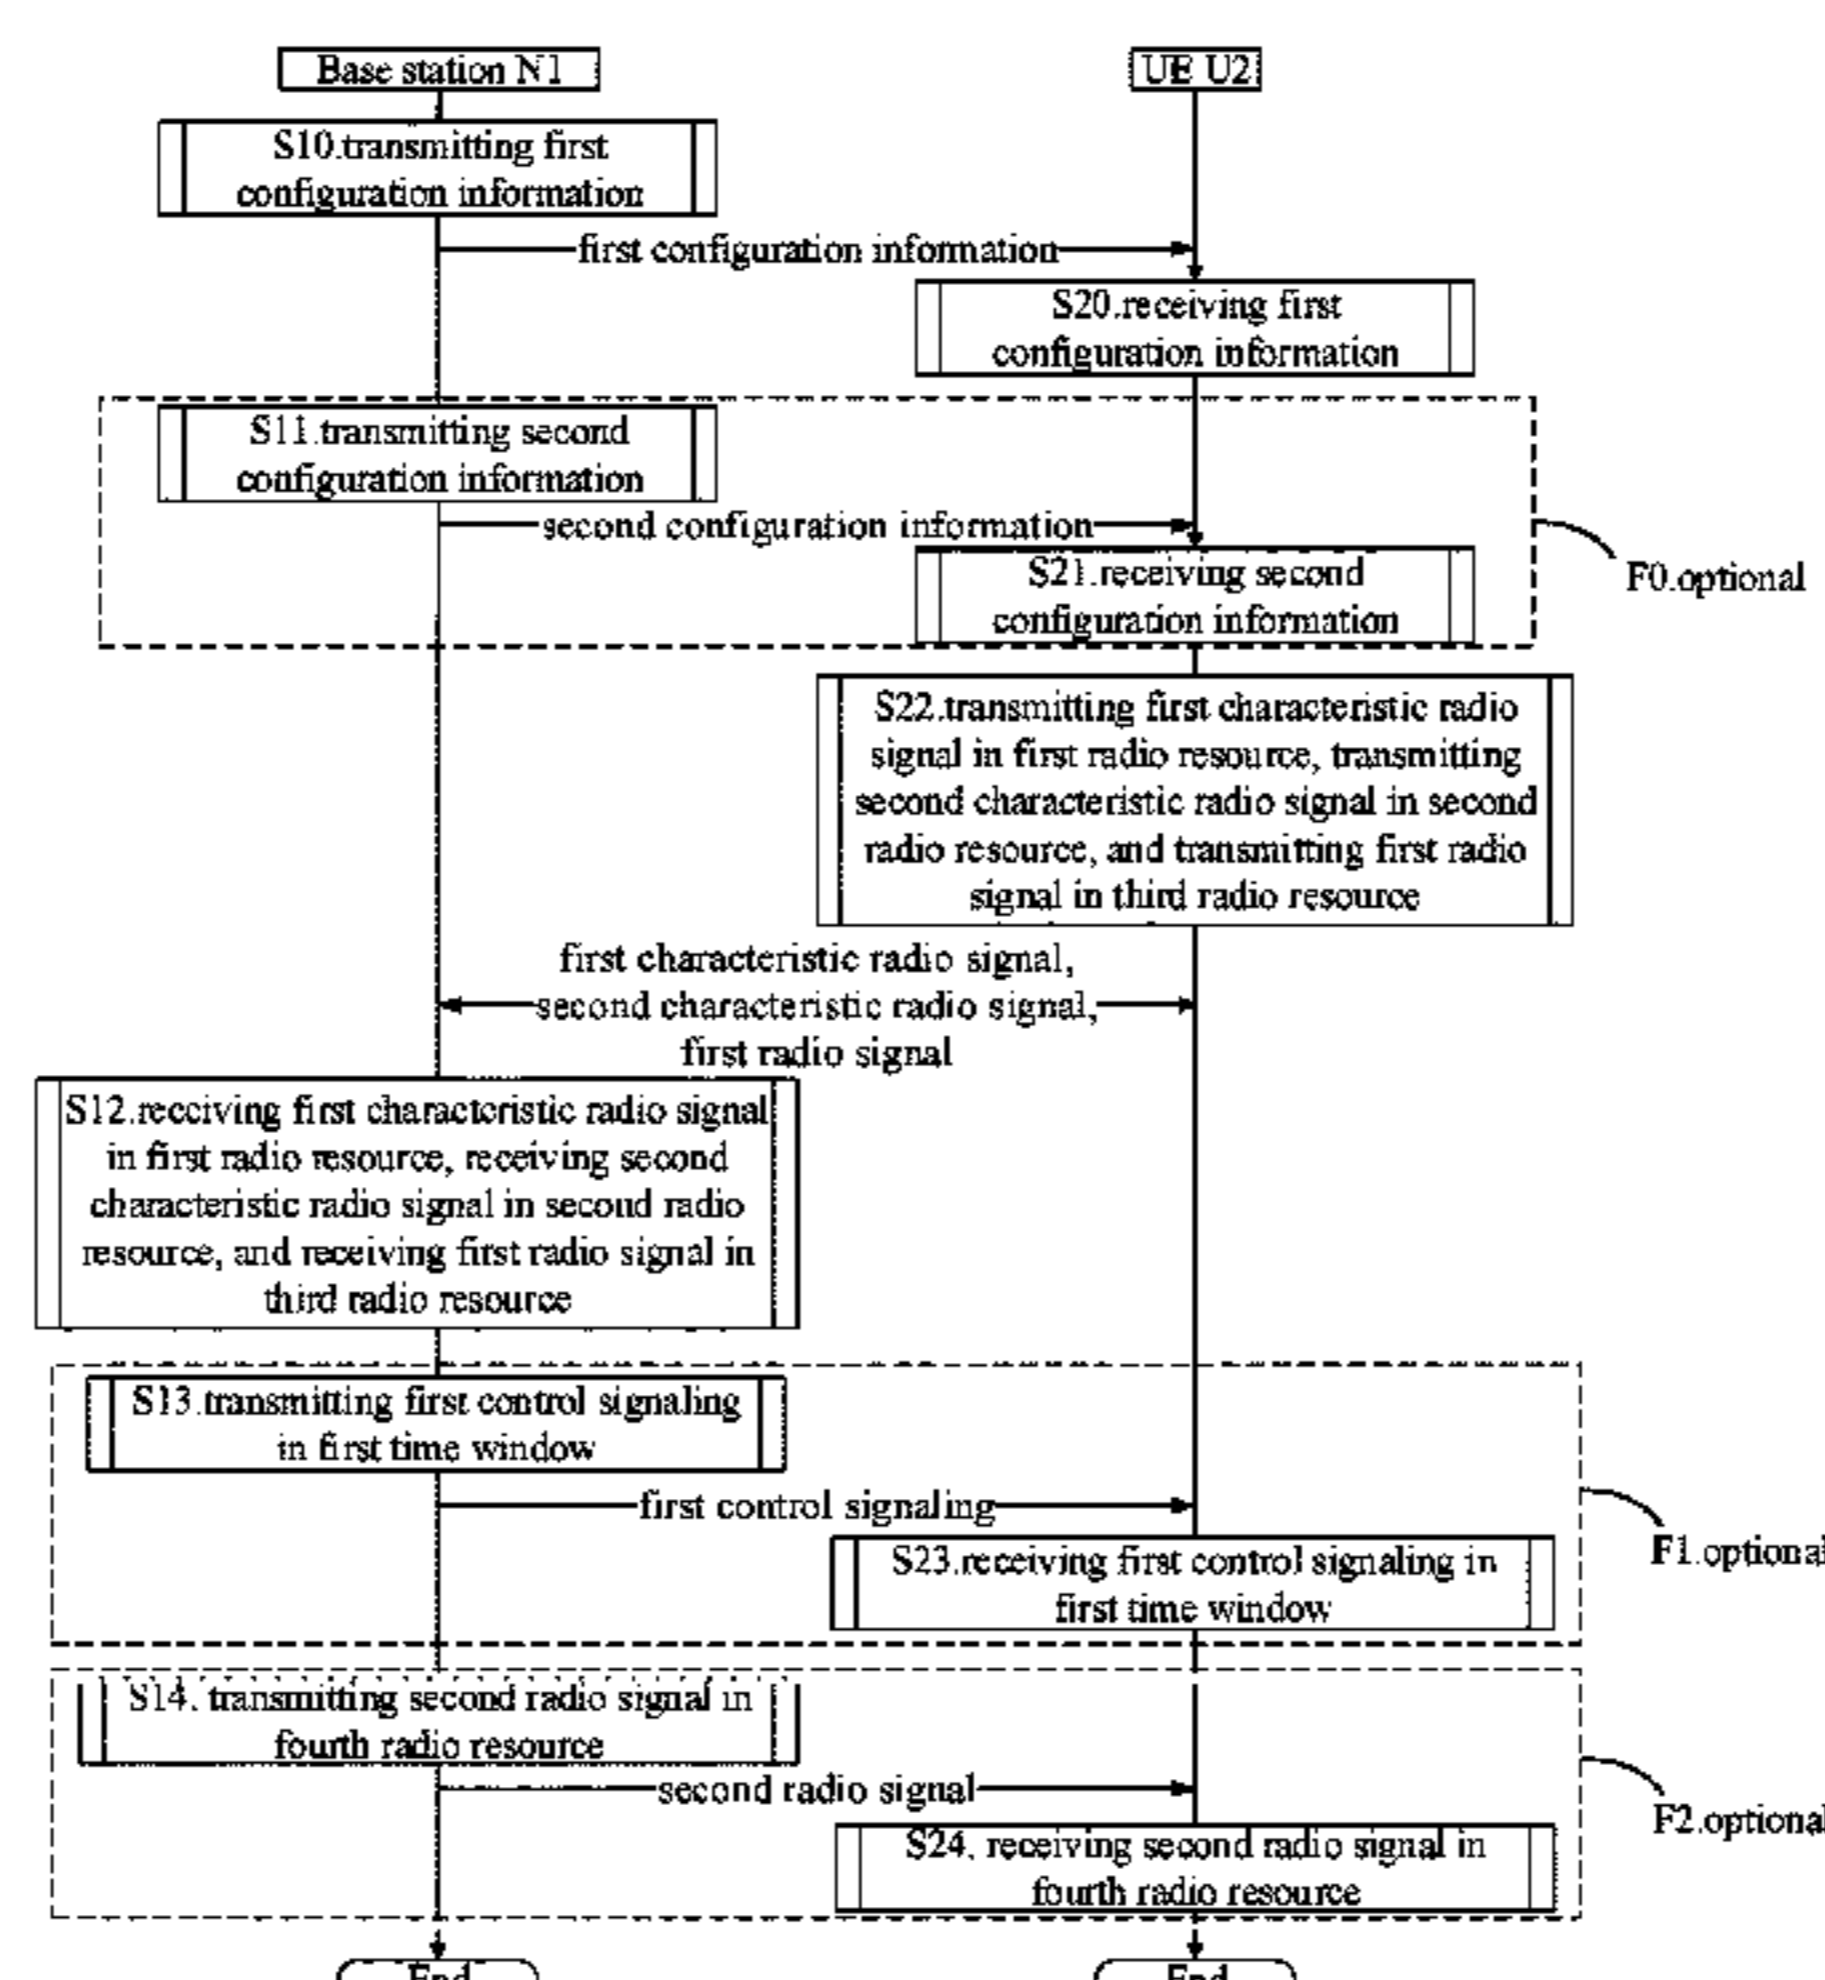 Base station N1
UE U2
S10.transmitting first
configuration information
first configuration information
S20.receiving first
configuration information
S11.transmitting second
configuration information
second configuration information
S21.receiving second
configuration information
F0.optional
S22.transmitting first characteristic radio
signal in first radio resource, transmitting
second characteristic radio signal in second
radio resource, and transmitting first radio
signal in third radio resource
first characteristic radio signal,
second characteristic radio signal,
first radio signal
S12.receiving first characteristic radio signal
in first radio resource, receiving second
characteristic radio signal in second radio
resource, and receiving first radio signal in
third radio resource
S13.transmitting first control signaling
in first time window
first control signaling
S23.receiving first control signaling in
first time window
F1.optional
S14. transmitting second radio signal in
fourth radio resource
second radio signal
S24. receiving second radio signal in
fourth radio resource
F2.optional
End
End